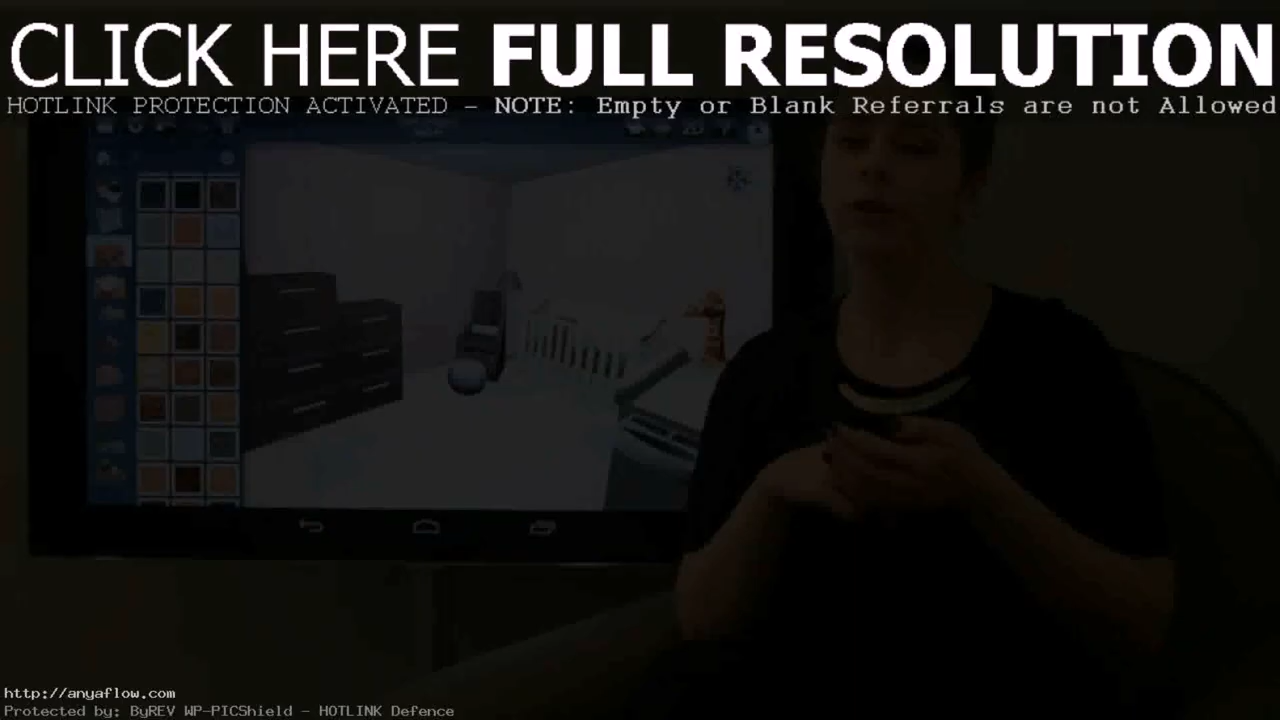 CLICK HERE FULL RESOLUTION
HOTLINK PROTECTION ACTIVATED – NOTE: Empty or Blank Referrals are not Allowed
http://anyaflow.com
Protected by: ByREV WP-PICShield – HOTLINK Defence